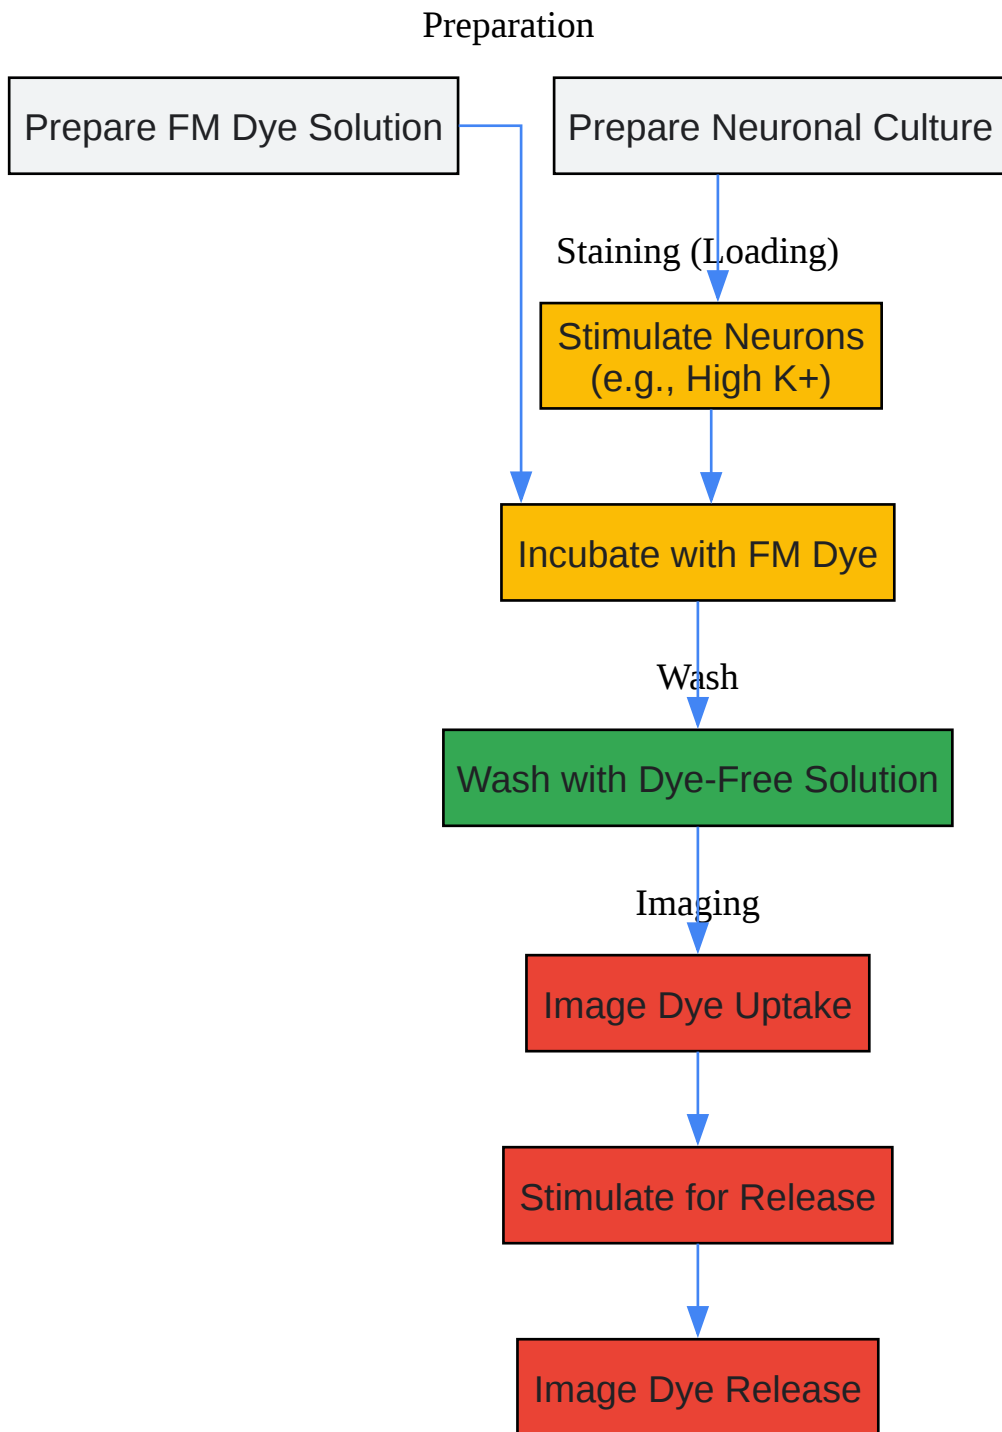 Preparation
Prepare FM Dye Solution
Prepare Neuronal Culture
Staining (Loading)
Stimulate Neurons
(e.g., High K+)
Incubate with FM Dye
Wash
Wash with Dye-Free Solution
Imaging
Image Dye Uptake
Stimulate for Release
Image Dye Release